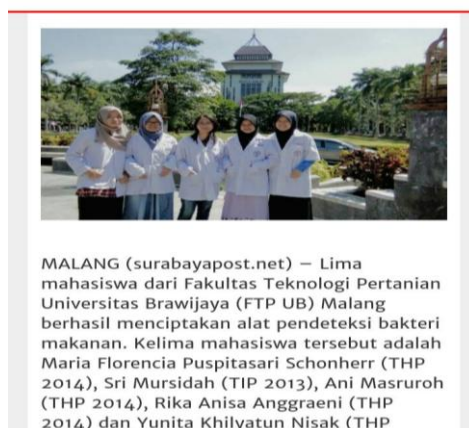 MALANG (surabayapost.net) – Lima
mahasiswa dari Fakultas Teknologi Pertanian
Universitas Brawijaya (FTP UB) Malang
berhasil menciptakan alat pendeteksi bakteri
makanan. Kelima mahasiswa tersebut adalah
Maria Florencia Puspitasari Schonherr (THP
2014), Sri Mursidah (TIP 2013), Ani Masruroh
(THP 2014), Rika Anisa Anggraeni (THP
2014) dan Yunita Khilyatun Nisak (THP